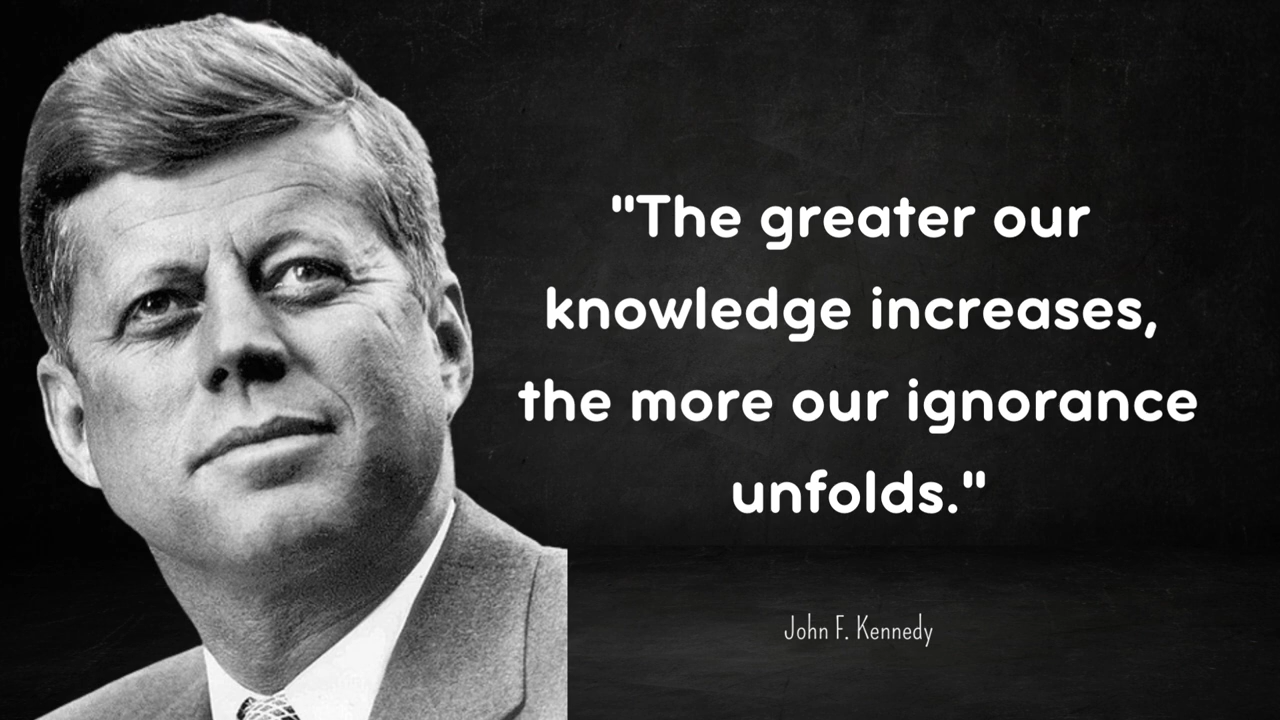 "The greater our
knowledge increases,
the more our ignorance
unfolds."
John F. Kennedy